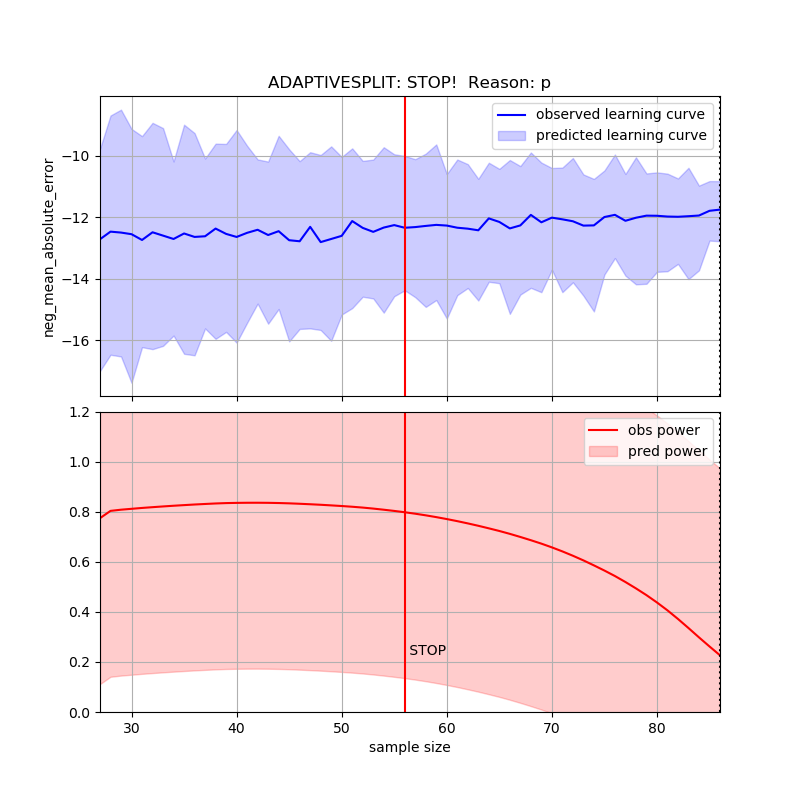 ADAPTIVESPLIT: STOP!  Reason: p
observed learning curve
predicted learning curve
neg_mean_absolute_error
−10
−12
−14
−16
1.2
1.0
0.8
0.6
0.4
0.2
0.0
obs power
pred power
STOP
30 40 50 60 70 80
sample size